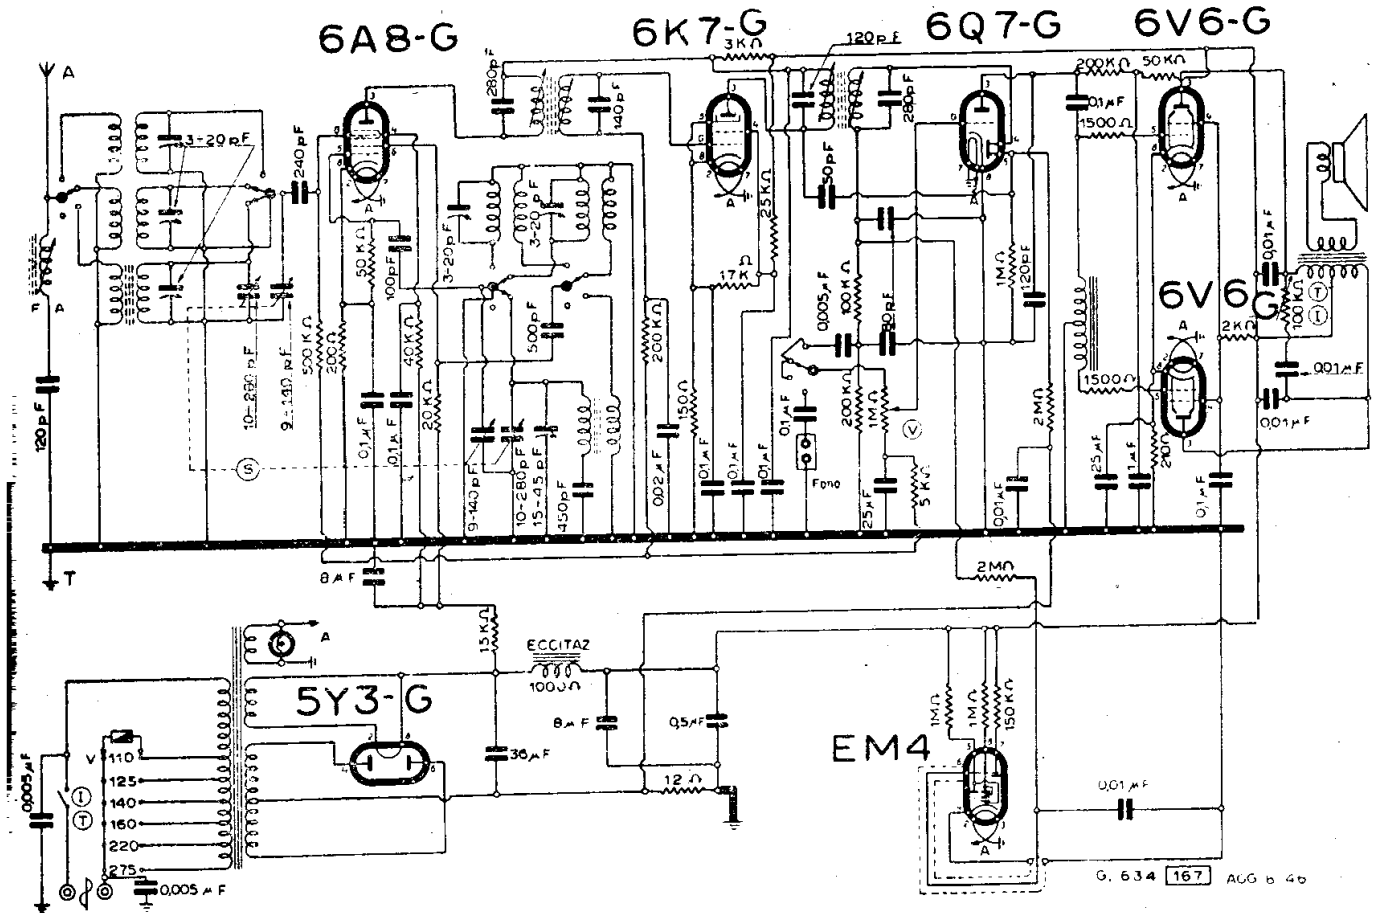 6A8-G
6K7-G
6Q7-G
6V6-G
A
280pF
3KΩ
140pF
120pF
280pF
200KΩ
50KΩ
0,1µF
1500Ω
3-20pF
240pF
50pF
25KΩ
A
A
A
A
F
A
50KΩ
100pF
3-20pF
3-20pF
17KΩ
0,005µF
100KΩ
80pF
1MΩ
120pF
6V6G
A
0,01µF
100KΩ
T
I
2KΩ
120pF
10-280pF
9-140pF
500KΩ
200Ω
40KΩ
20KΩ
500pF
200KΩ
150Ω
0,1µF
200KΩ
1MΩ
V
2MΩ
1500Ω
0,01µF
0,01µF
0,1µF
0,1µF
S
9-140pF
10-280pF
15-45pF
450pF
0,02µF
0,1µF
0,1µF
0,1µF
Fono
25µF
5KΩ
0,01µF
25µF
1µF
210Ω
0,1µF
T
8µF
2MΩ
A
15KΩ
ECCITAZ
1000Ω
5Y3-G
36µF
8µF
0,5µF
12Ω
1MΩ
1MΩ
150KΩ
EM4
A
0,01µF
0,005µF
I
T
V
110
125
140
160
220
275
0,005µF
G. 634 167